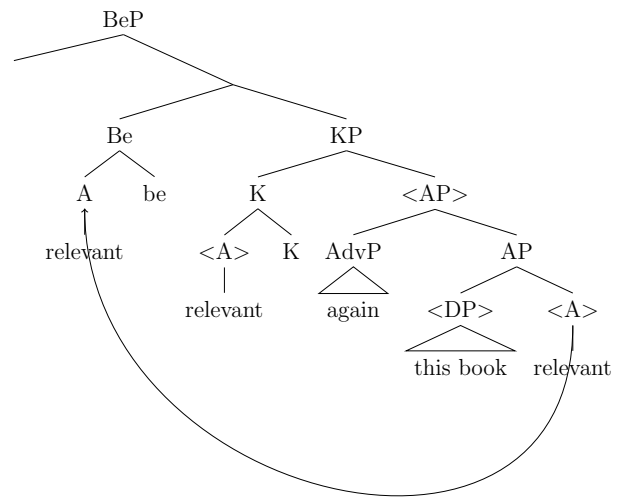 BeP
Be KP
A be K <AP>
relevant <A> K AdvP AP
relevant again <DP> <A>
this book relevant